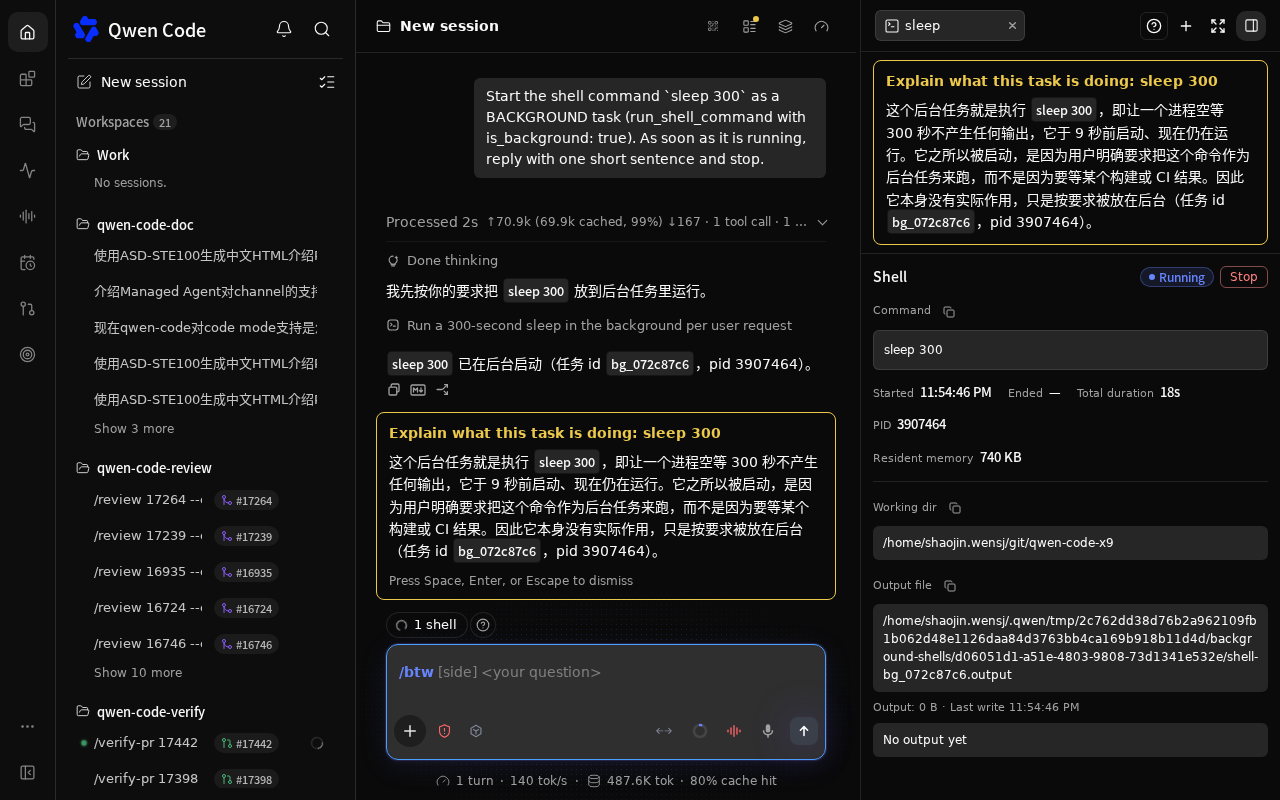 Qwen Code
New session
Workspaces 21
Work
No sessions.
qwen-code-doc
使用ASD-STE100生成中文HTML介绍
介绍Managed Agent对channel的支持
现在qwen-code对code mode支持是
使用ASD-STE100生成中文HTML介绍
使用ASD-STE100生成中文HTML介绍
Show 3 more
qwen-code-review
/review 17264 -- #17264
/review 17239 -- #17239
/review 16935 -- #16935
/review 16724 -- #16724
/review 16746 -- #16746
Show 10 more
qwen-code-verify
/verify-pr 17442 #17442
/verify-pr 17398 #17398
New session
Start the shell command `sleep 300` as a
BACKGROUND task (run_shell_command with
is_background: true). As soon as it is running,
reply with one short sentence and stop.
Processed 2s ↑70.9k (69.9k cached, 99%) ↓167 · 1 tool call · 1 ...
Done thinking
我先按你的要求把 sleep 300 放到后台任务里运行。
Run a 300-second sleep in the background per user request
sleep 300 已在后台启动（任务 id bg_072c87c6，pid 3907464）。
Explain what this task is doing: sleep 300
这个后台任务就是执行 sleep 300，即让一个进程空等 300 秒不产生
任何输出，它于 9 秒前启动、现在仍在运行。它之所以被启动，是因
为用户明确要求把这个命令作为后台任务来跑，而不是因为要等某个
构建或 CI 结果。因此它本身没有实际作用，只是按要求被放在后台
（任务 id bg_072c87c6，pid 3907464）。
Press Space, Enter, or Escape to dismiss
1 shell
/btw [side] <your question>
1 turn · 140 tok/s · 487.6K tok · 80% cache hit
sleep
Explain what this task is doing: sleep 300
这个后台任务就是执行 sleep 300，即让一个进程空等
300 秒不产生任何输出，它于 9 秒前启动、现在仍在运
行。它之所以被启动，是因为用户明确要求把这个命令作为
后台任务来跑，而不是因为要等某个构建或 CI 结果。因此
它本身没有实际作用，只是按要求被放在后台（任务 id
bg_072c87c6，pid 3907464）。
Shell Running Stop
Command
sleep 300
Started 11:54:46 PM Ended — Total duration 18s
PID 3907464
Resident memory 740 KB
Working dir
/home/shaojin.wensj/git/qwen-code-x9
Output file
/home/shaojin.wensj/.qwen/tmp/2c762dd38d76b2a962109fb
1b062d48e1126daa84d3763bb4ca169b918b11d4d/backgr
ound-shells/d06051d1-a51e-4803-9808-73d1341e532e/shell-
bg_072c87c6.output
Output: 0 B · Last write 11:54:46 PM
No output yet